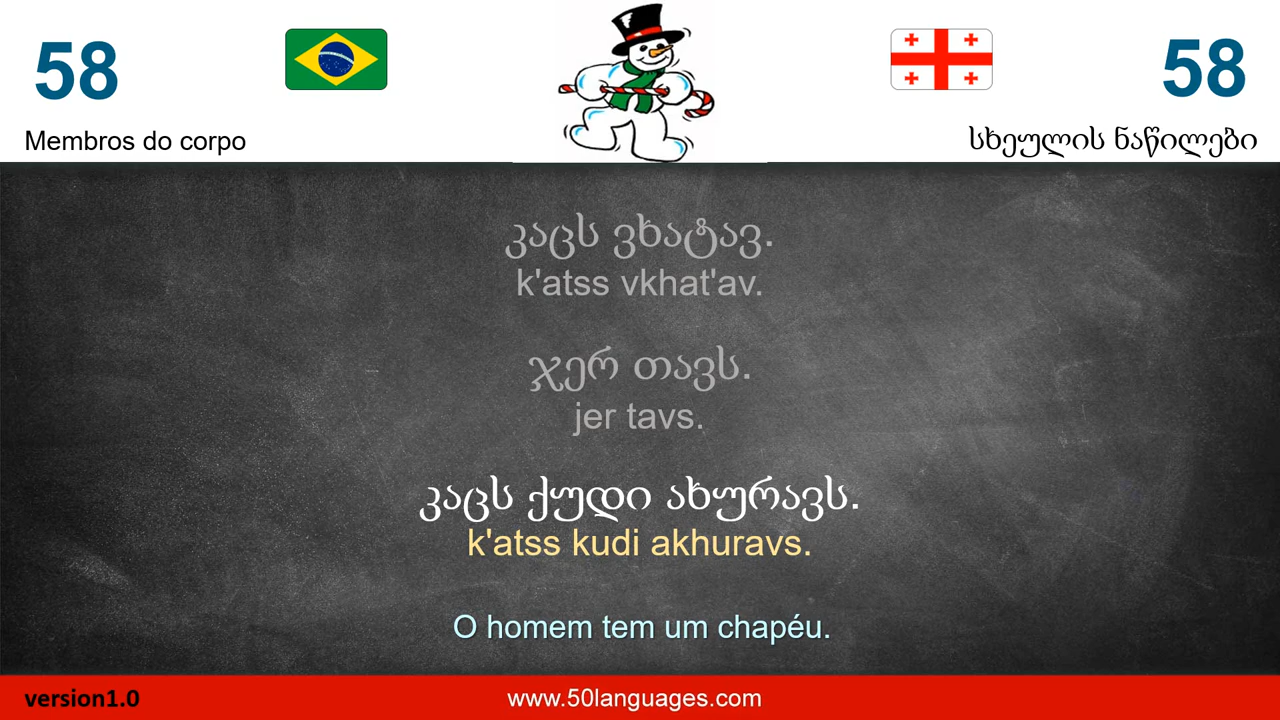 58
58
Membros do corpo
სხეულის ნაწილები
კაცს ვხატავ.
k'atss vkhat'av.
ჯერ თავს.
jer tavs.
კაცს ქუდი ახურავს.
k'atss kudi akhuravs.
O homem tem um chapéu.
version1.0
www.50languages.com